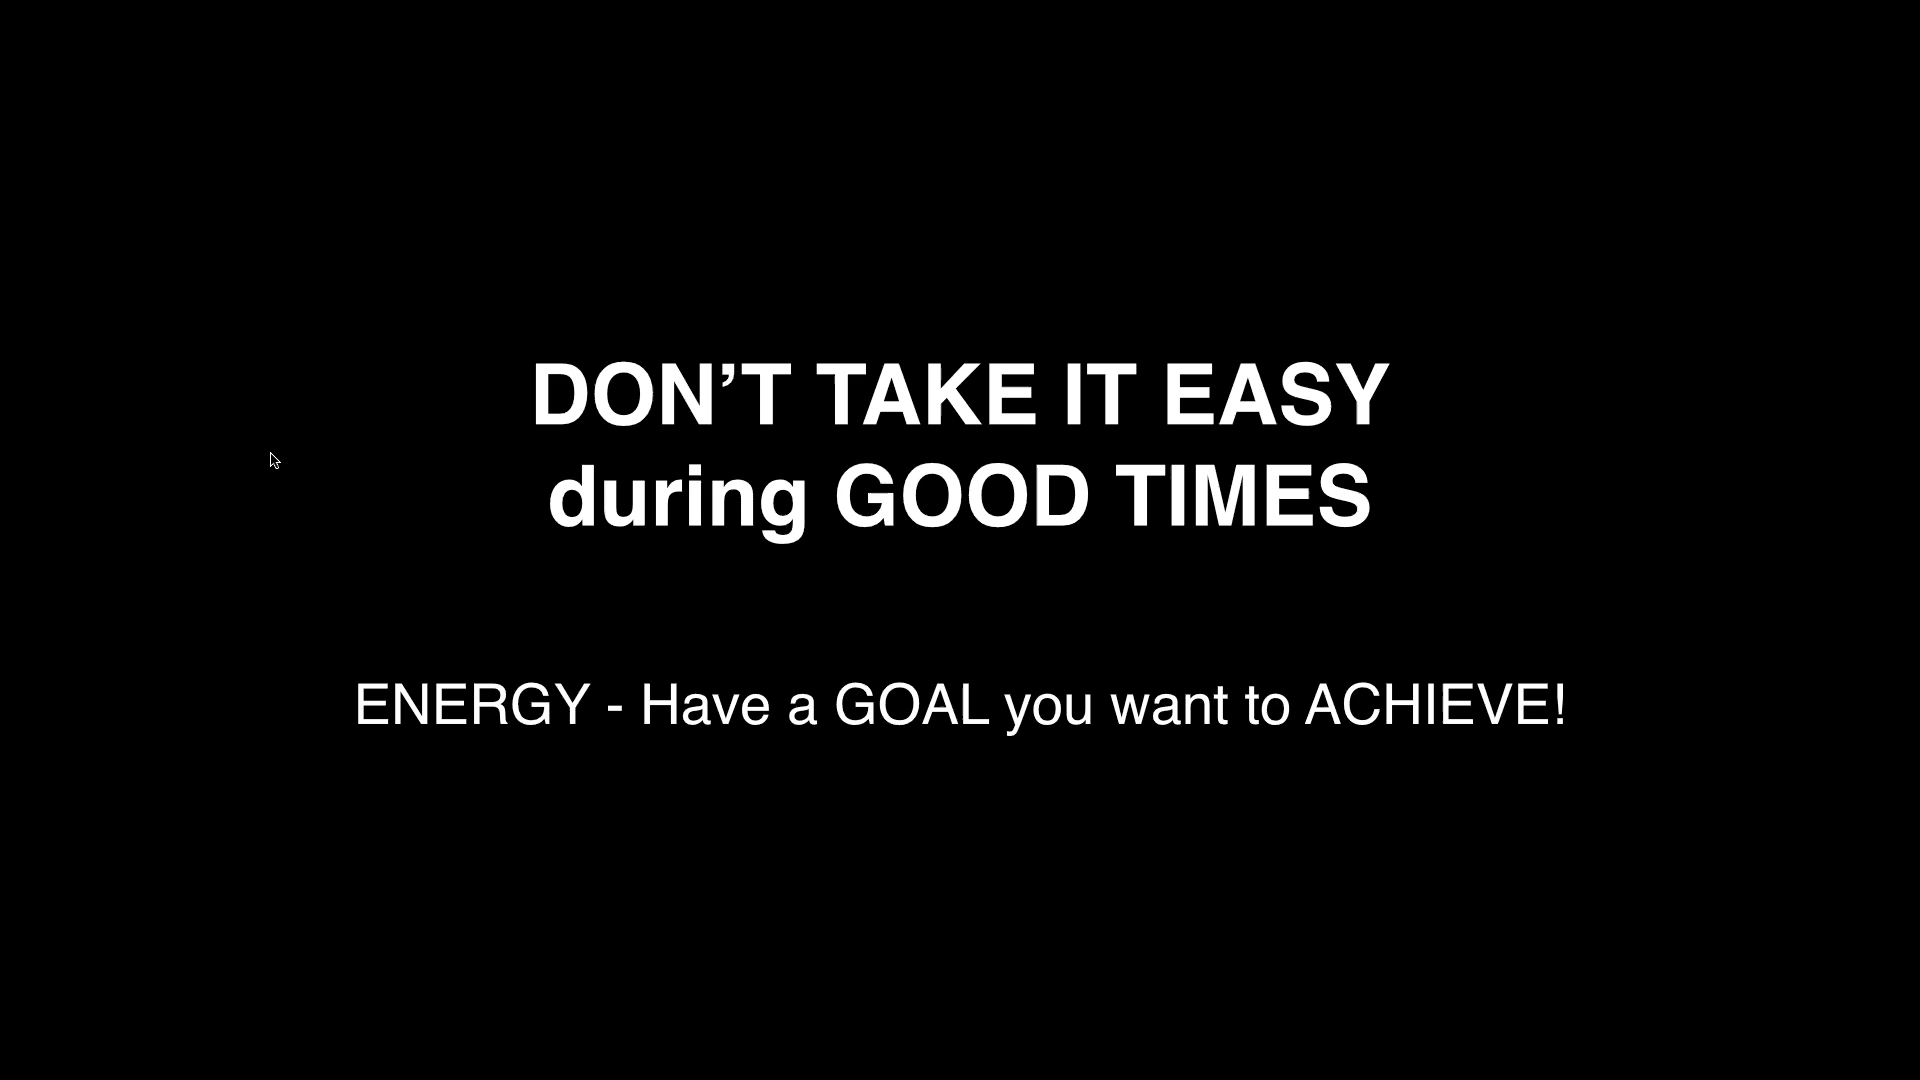 DON’T TAKE IT EASY
during GOOD TIMES
ENERGY - Have a GOAL you want to ACHIEVE!